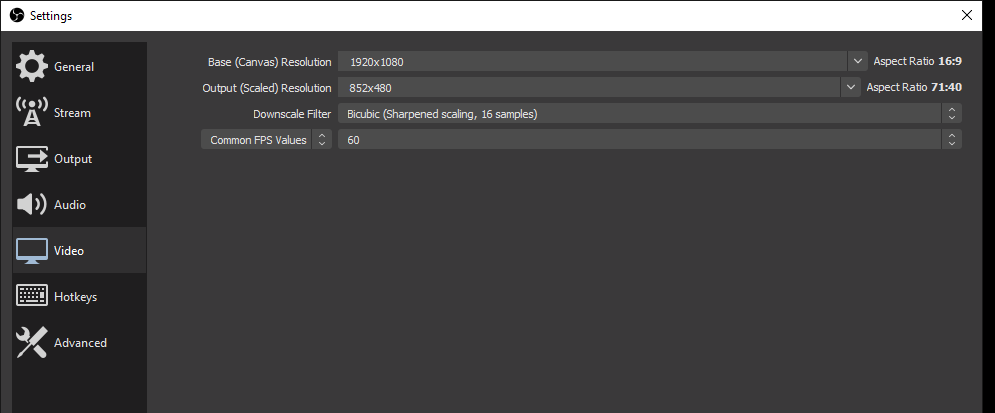 Settings
General
Stream
Output
Audio
Video
Hotkeys
Advanced
Base (Canvas) Resolution 1920x1080 Aspect Ratio 16:9
Output (Scaled) Resolution 852x480 Aspect Ratio 71:40
Downscale Filter Bicubic (Sharpened scaling, 16 samples)
Common FPS Values 60